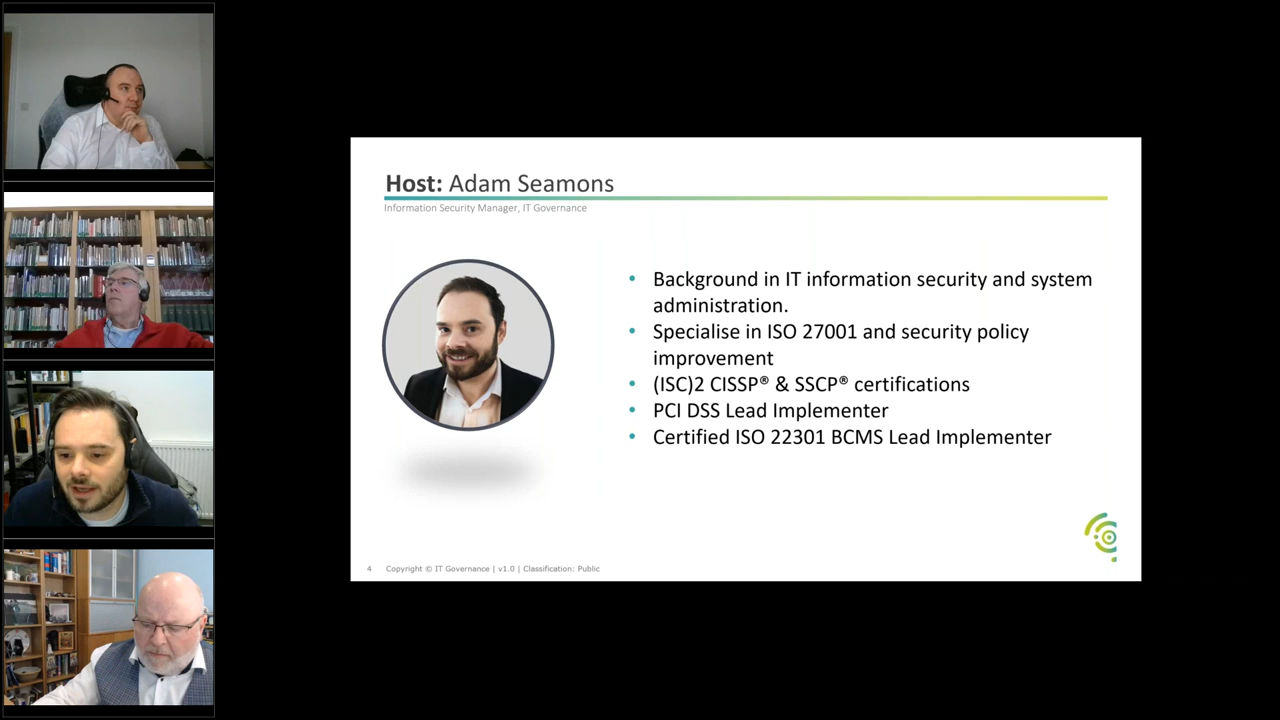 Host: Adam Seamons
Information Security Manager, IT Governance
• Background in IT information security and system
administration.
• Specialise in ISO 27001 and security policy
improvement
• (ISC)2 CISSP® & SSCP® certifications
• PCI DSS Lead Implementer
• Certified ISO 22301 BCMS Lead Implementer
4 Copyright © IT Governance | v1.0 | Classification: Public